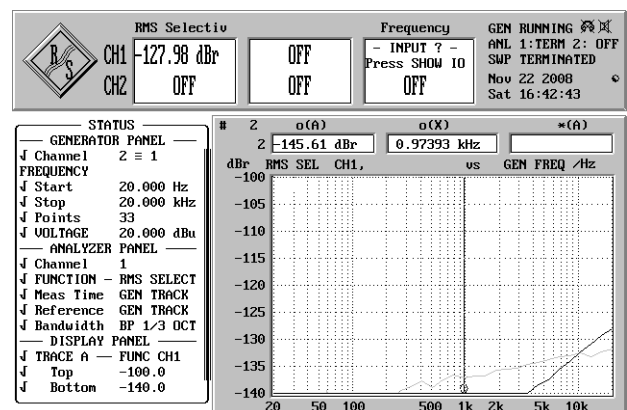 RMS Selectiv Frequency GEN RUNNING
R S CH1 -127.98 dBr OFF - INPUT ? - ANL 1:TERM 2: OFF
Press SHOW IO SWP TERMINATED
CH2 OFF OFF OFF Nov 22 2008
Sat 16:42:43
STATUS
GENERATOR PANEL
Channel 2 ≡ 1
FREQUENCY
Start 20.000 Hz
Stop 20.000 kHz
Points 33
VOLTAGE 20.000 dBu
ANALYZER PANEL
Channel 1
FUNCTION - RMS SELECT
Meas Time GEN TRACK
Reference GEN TRACK
Bandwidth BP 1/3 OCT
DISPLAY PANEL
TRACE A — FUNC CH1
Top -100.0
Bottom -140.0
# 2 o(A) o(X) *(A)
2 -145.61 dBr 0.97393 kHz
dBr RMS SEL CH1, vs GEN FREQ /Hz
-100
-105
-110
-115
-120
-125
-130
-135
-140
20 50 100 500 1k 2k 5k 10k